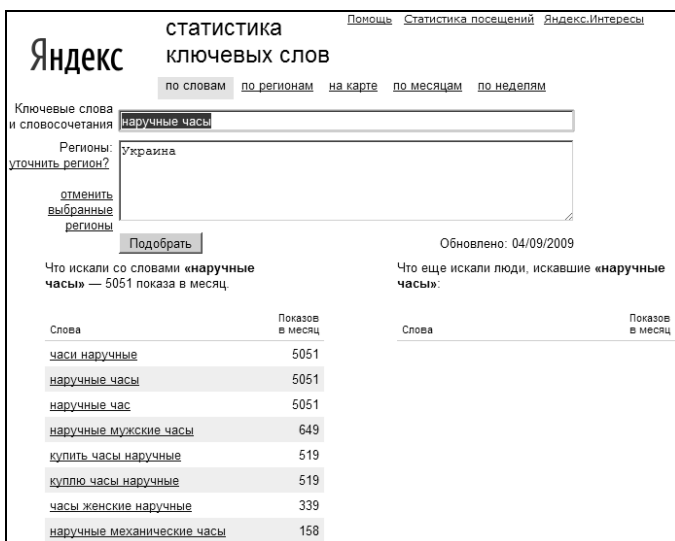 Помощь Статистика посещений Яндекс.Интересы
Яндекс
статистика
ключевых слов
по словам по регионам на карте по месяцам по неделям
Ключевые слова
и словосочетания
наручные часы
Регионы:
уточнить регион?
Украина
отменить
выбранные
регионы
Подобрать
Обновлено: 04/09/2009
Что искали со словами «наручные
часы» — 5051 показа в месяц.
Что еще искали люди, искавшие «наручные
часы»:
Слова Показов
в месяц
Слова Показов
в месяц
часи наручные 5051
наручные часы 5051
наручные час 5051
наручные мужские часы 649
купить часы наручные 519
куплю часы наручные 519
часы женские наручные 339
наручные механические часы 158